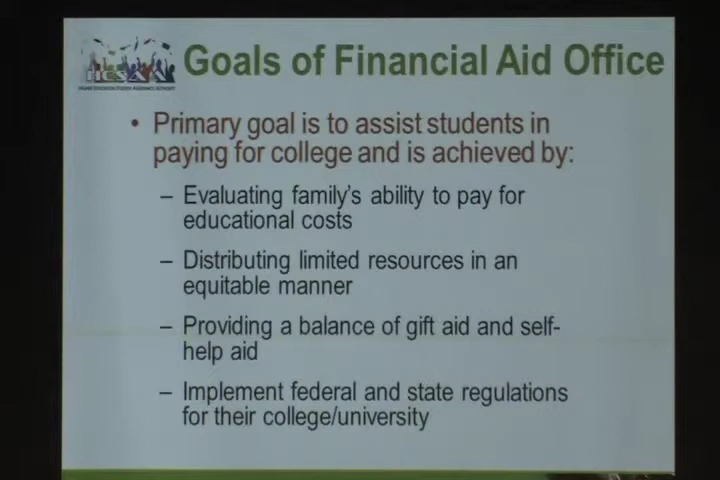 Goals of Financial Aid Office
• Primary goal is to assist students in
paying for college and is achieved by:
– Evaluating family's ability to pay for
educational costs
– Distributing limited resources in an
equitable manner
– Providing a balance of gift aid and self-
help aid
– Implement federal and state regulations
for their college/university